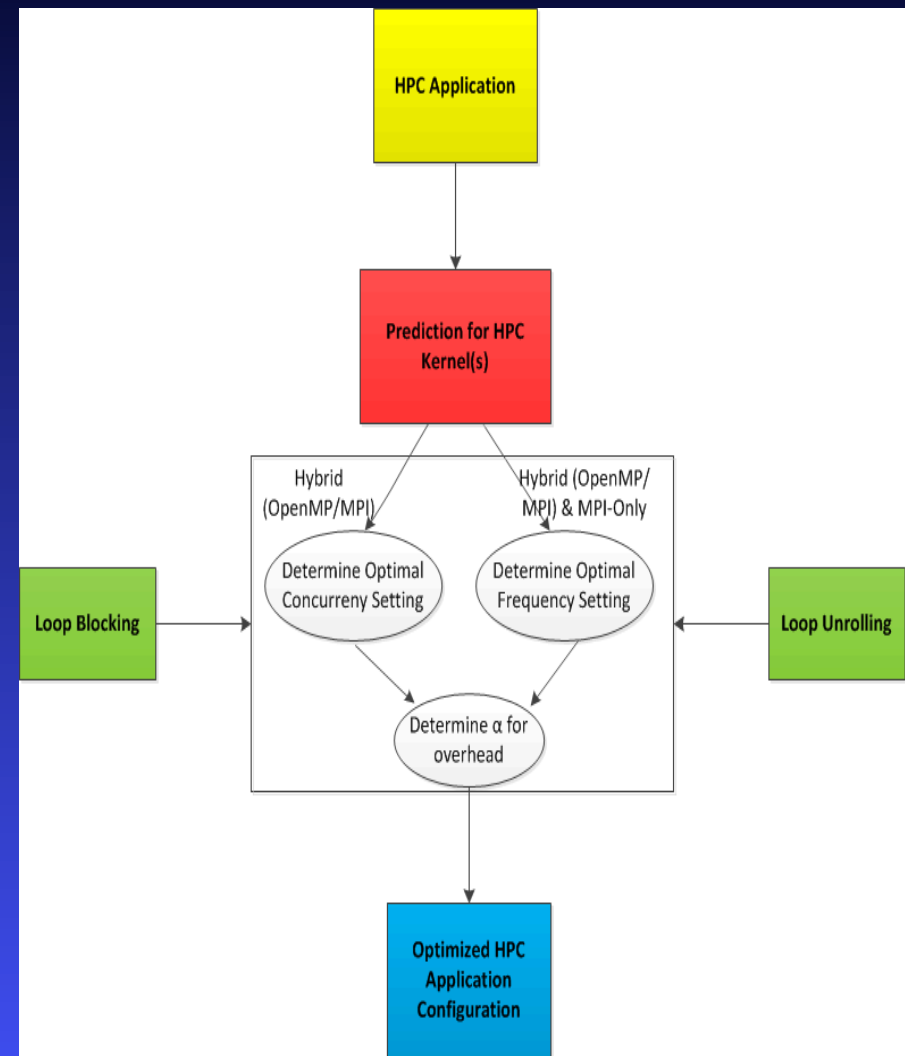 HPC Application
Prediction for HPC
Kernel(s)
Hybrid
(OpenMP/MPI)
Hybrid (OpenMP/
MPI) & MPI-Only
Determine Optimal
Concurreny Setting
Determine Optimal
Frequency Setting
Loop Blocking
Loop Unrolling
Determine α for
overhead
Optimized HPC
Application
Configuration